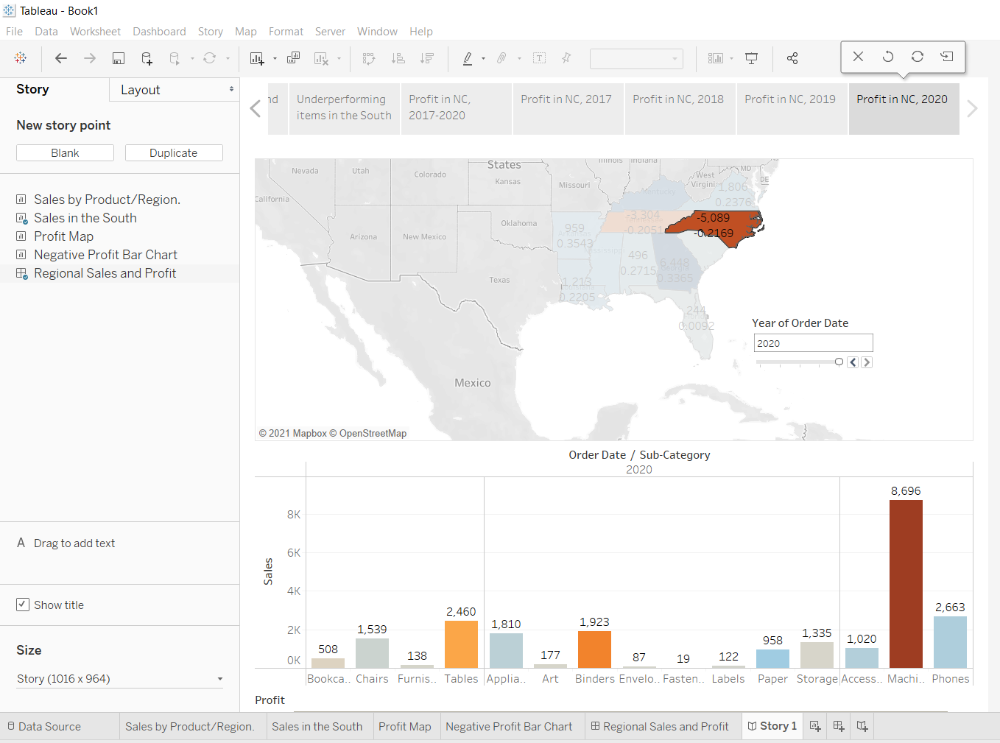 Tableau - Book1
File Data Worksheet Dashboard Story Map Format Server Window Help
Story
Layout
New story point
Blank
Duplicate
Sales by Product/Region.
Sales in the South
Profit Map
Negative Profit Bar Chart
Regional Sales and Profit
A Drag to add text
Show title
Size
Story (1016 x 964)
nd
Underperforming
items in the South
Profit in NC,
2017-2020
Profit in NC, 2017
Profit in NC, 2018
Profit in NC, 2019
Profit in NC, 2020
States
Nevada
Utah
Colorado
Kansas
Missouri
Illinois
Indiana
West
Virginia
MD
DE
California
Kentucky
1,806
0.2376
Oklahoma
-3,304
-0.2051
-5,089
-0.2169
Arizona
New Mexico
959
0.3543
Mississippi
496
0.2715
6,448
Georgia
0.3365
Texas
1,213
0.2205
244
0.0092
Mexico
Year of Order Date
2020
© 2021 Mapbox © OpenStreetMap
Order Date / Sub-Category
2020
Sales
8K
6K
4K
2K
0K
508
1,539
138
2,460
1,810
177
1,923
87
19
122
958
1,335
1,020
8,696
2,663
Bookca.. Chairs Furnis.. Tables Applia.. Art Binders Envelo.. Fasten.. Labels Paper Storage Access.. Machi.. Phones
Profit
Data Source Sales by Product/Region. Sales in the South Profit Map Negative Profit Bar Chart Regional Sales and Profit Story 1